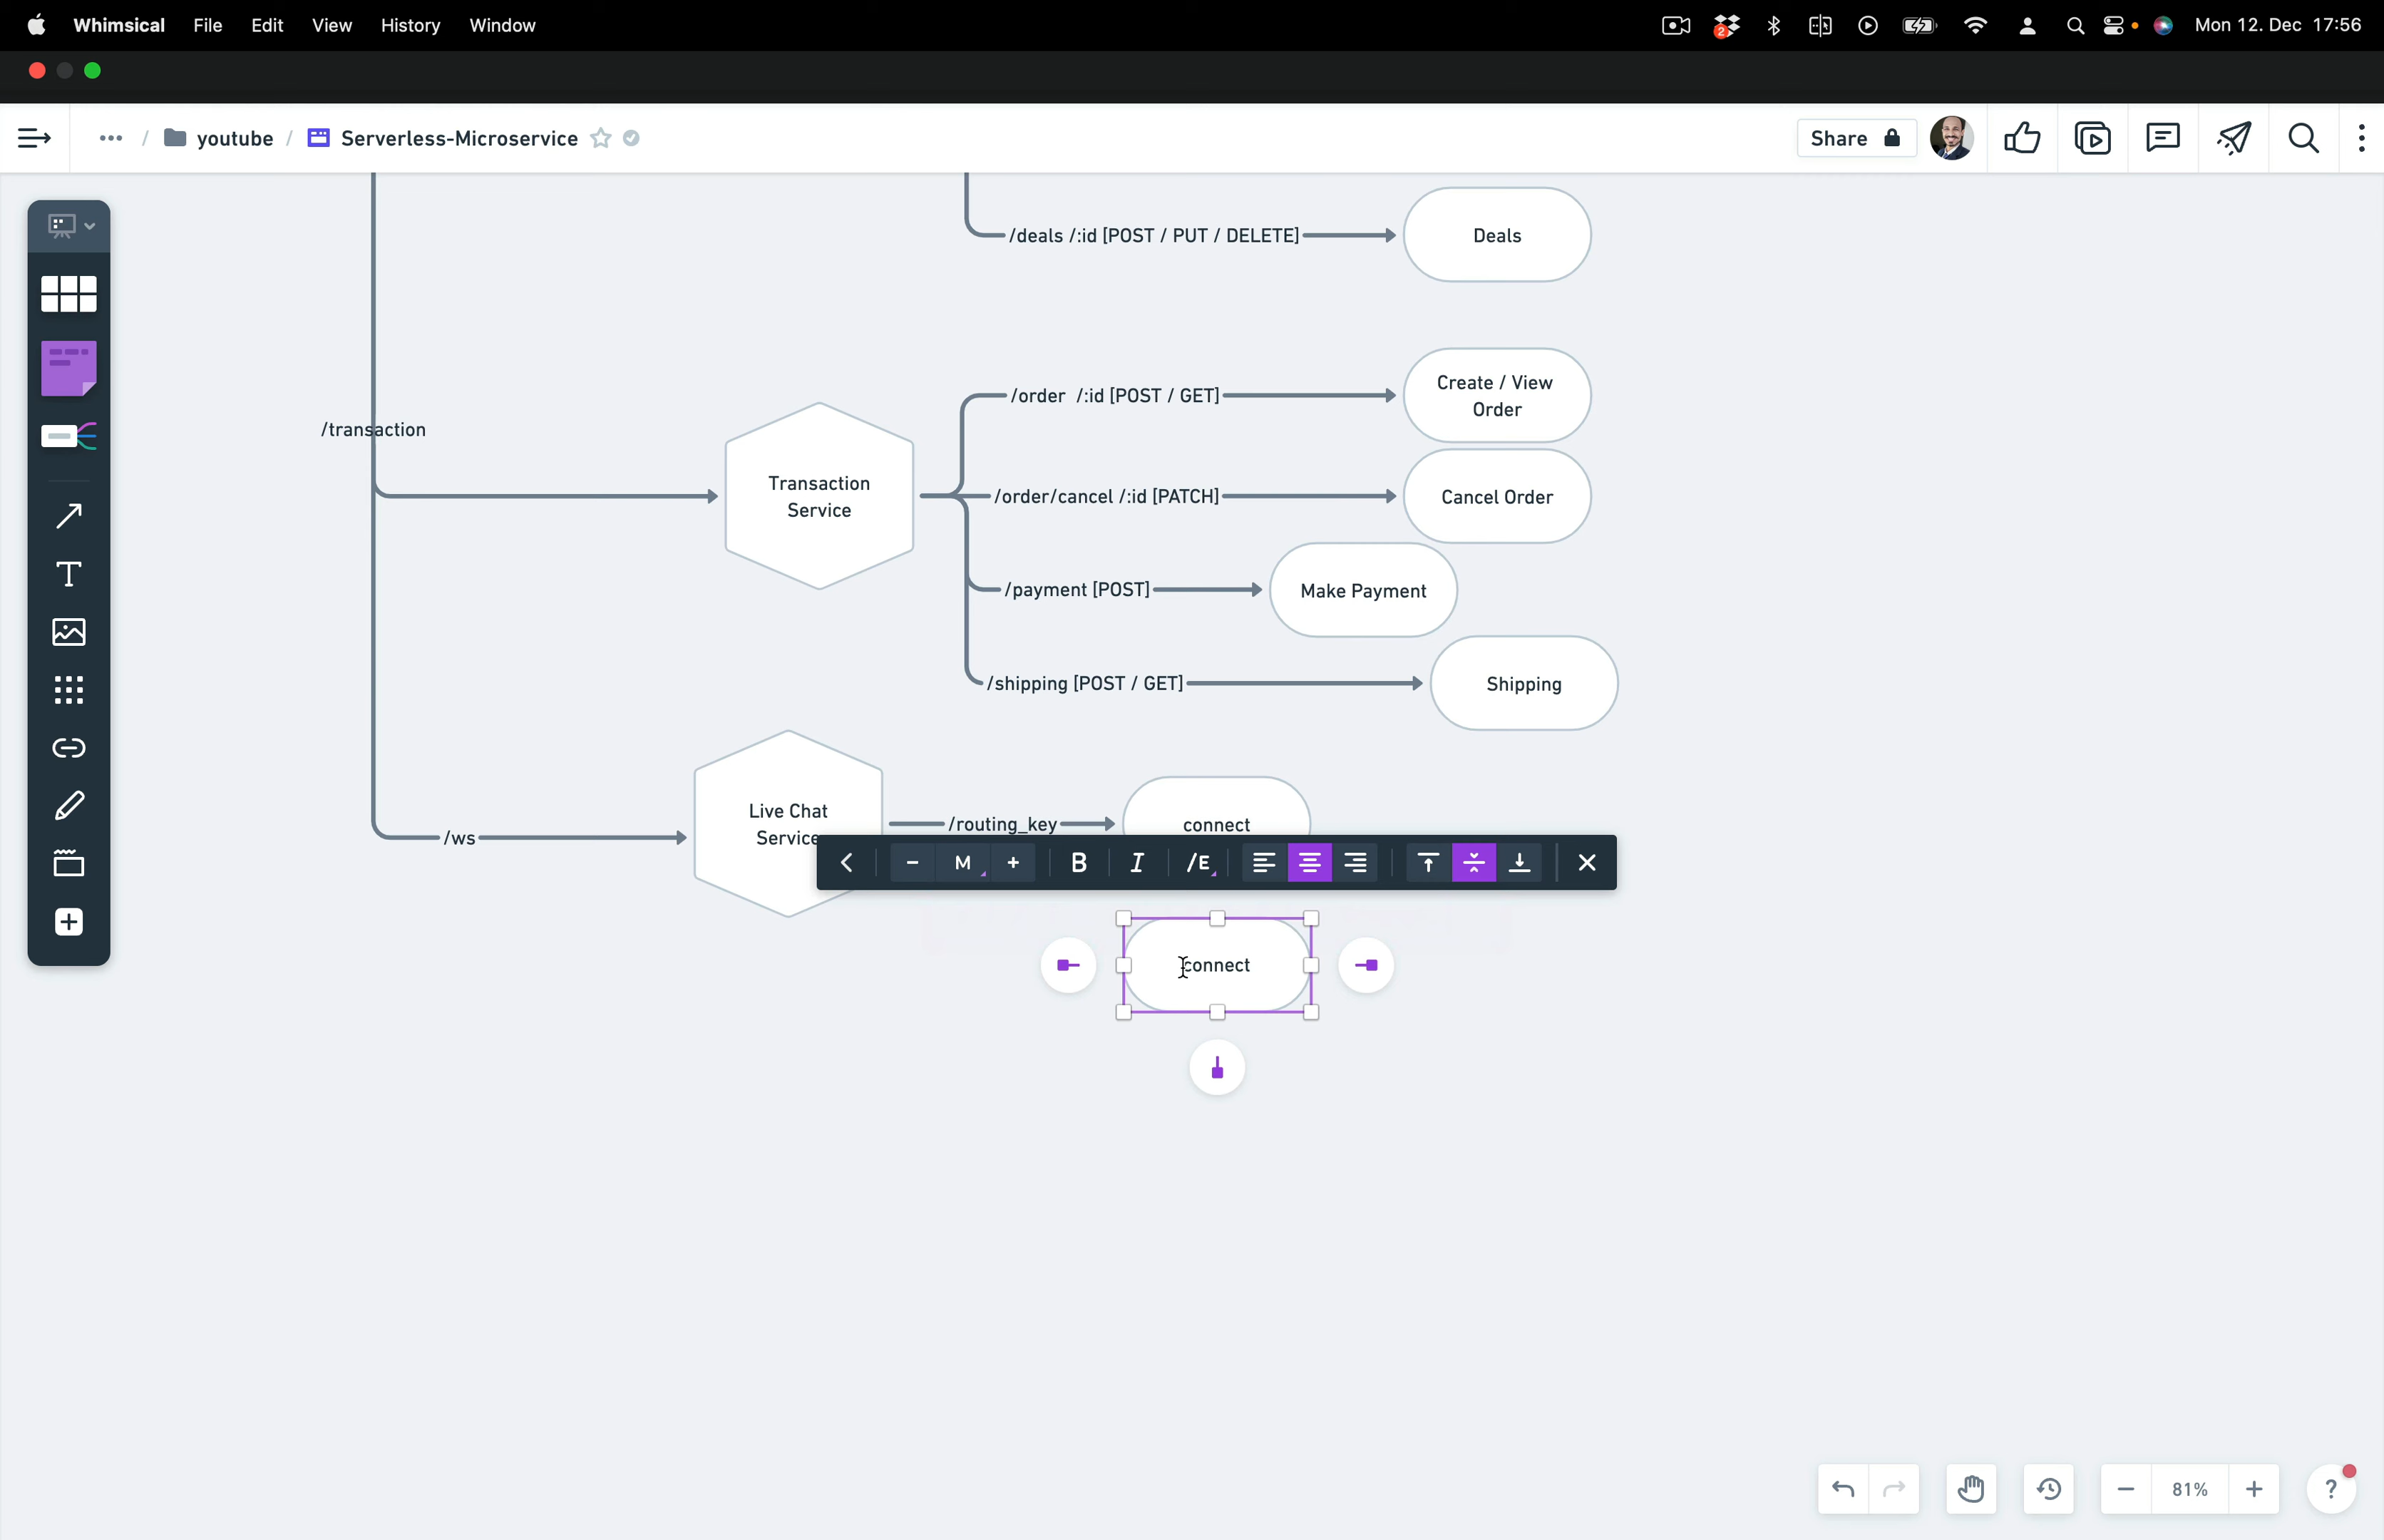 Whimsical File Edit View History Window
2
Mon 12. Dec 17:56
... / youtube / Serverless-Microservice
Share
/deals /:id [POST / PUT / DELETE]
Deals
/order /:id [POST / GET]
Create / View
Order
/transaction
Transaction
Service
/order/cancel /:id [PATCH]
Cancel Order
/payment [POST]
Make Payment
/shipping [POST / GET]
Shipping
Live Chat
Service
/routing_key
connect
/ws
M B I /E
connect
81%
?